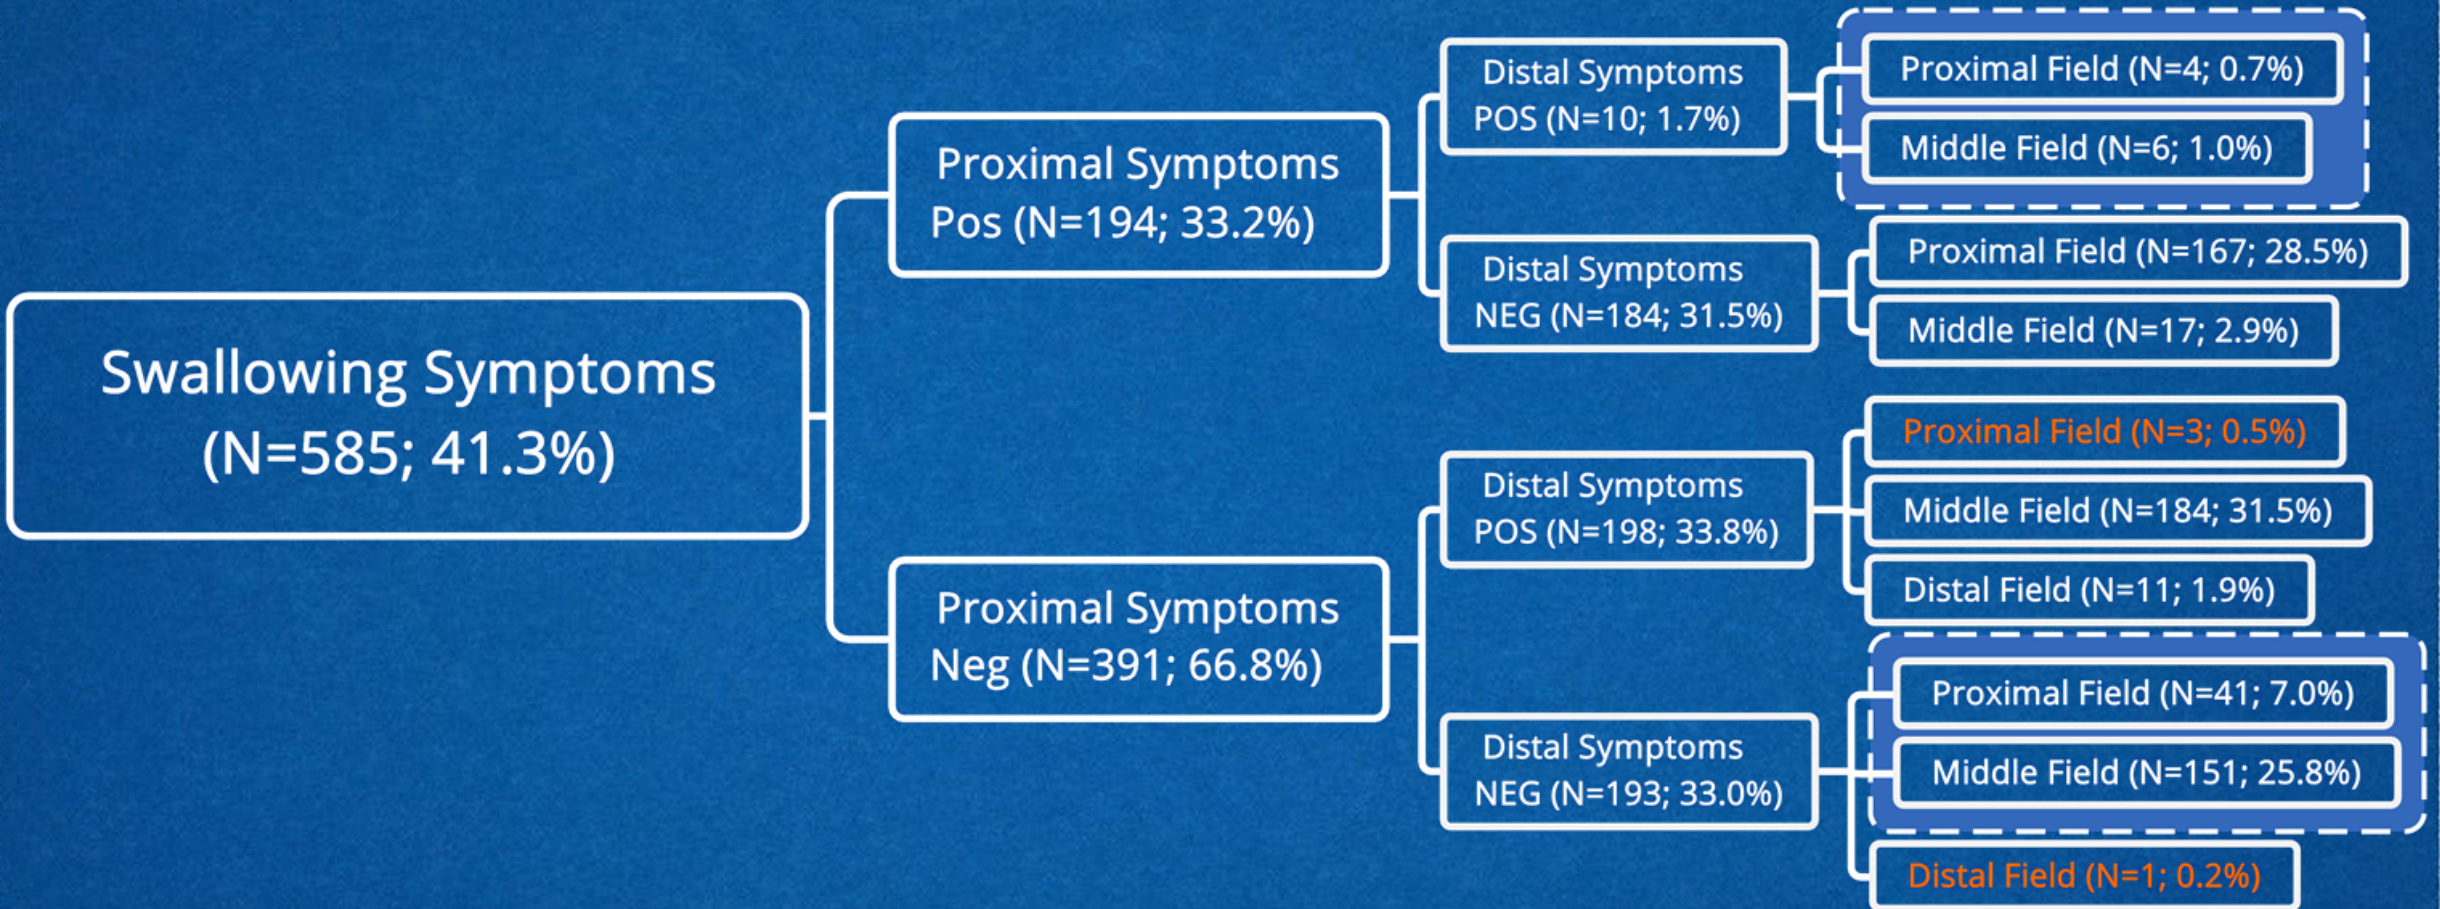 Swallowing Symptoms
(N=585; 41.3%)
Proximal Symptoms
Pos (N=194; 33.2%)
Distal Symptoms
POS (N=10; 1.7%)
Proximal Field (N=4; 0.7%)
Middle Field (N=6; 1.0%)
Distal Symptoms
NEG (N=184; 31.5%)
Proximal Field (N=167; 28.5%)
Middle Field (N=17; 2.9%)
Proximal Symptoms
Neg (N=391; 66.8%)
Distal Symptoms
POS (N=198; 33.8%)
Proximal Field (N=3; 0.5%)
Middle Field (N=184; 31.5%)
Distal Field (N=11; 1.9%)
Distal Symptoms
NEG (N=193; 33.0%)
Proximal Field (N=41; 7.0%)
Middle Field (N=151; 25.8%)
Distal Field (N=1; 0.2%)